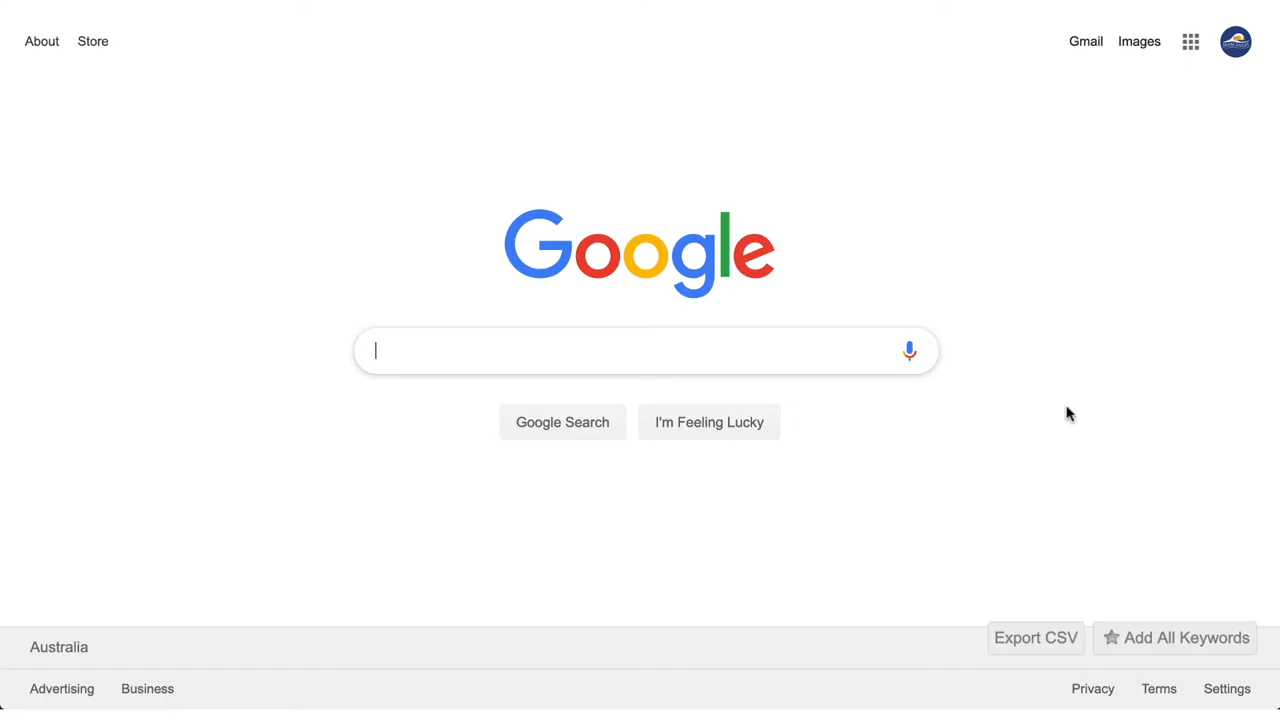 About Store
Gmail Images
Google
Google Search I'm Feeling Lucky
Australia
Export CSV Add All Keywords
Advertising Business
Privacy Terms Settings